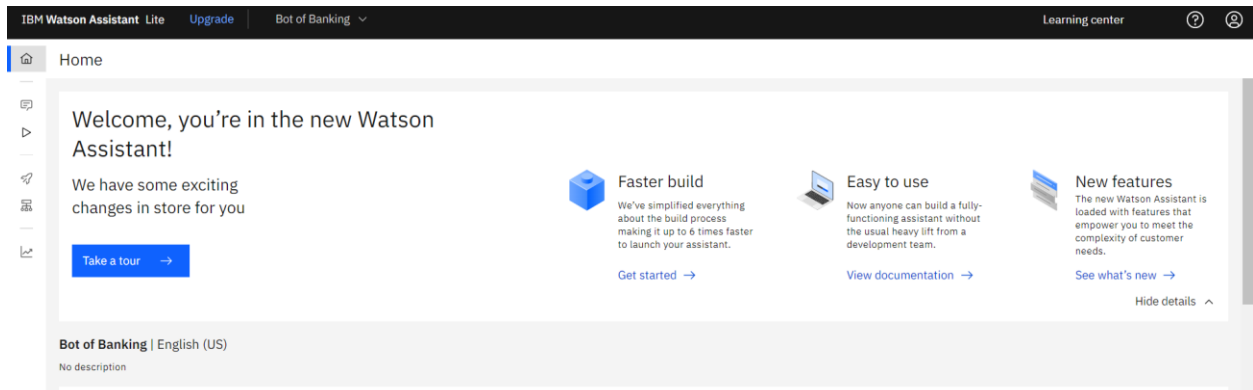 IBM Watson Assistant Lite Upgrade Bot of Banking Learning center
Home
Welcome, you're in the new Watson
Assistant!
We have some exciting
changes in store for you
Take a tour →
Faster build
We've simplified everything
about the build process
making it up to 6 times faster
to launch your assistant.
Get started →
Easy to use
Now anyone can build a fully-
functioning assistant without
the usual heavy lift from a
development team.
View documentation →
New features
The new Watson Assistant is
loaded with features that
empower you to meet the
complexity of customer
needs.
See what's new →
Hide details
Bot of Banking | English (US)
No description